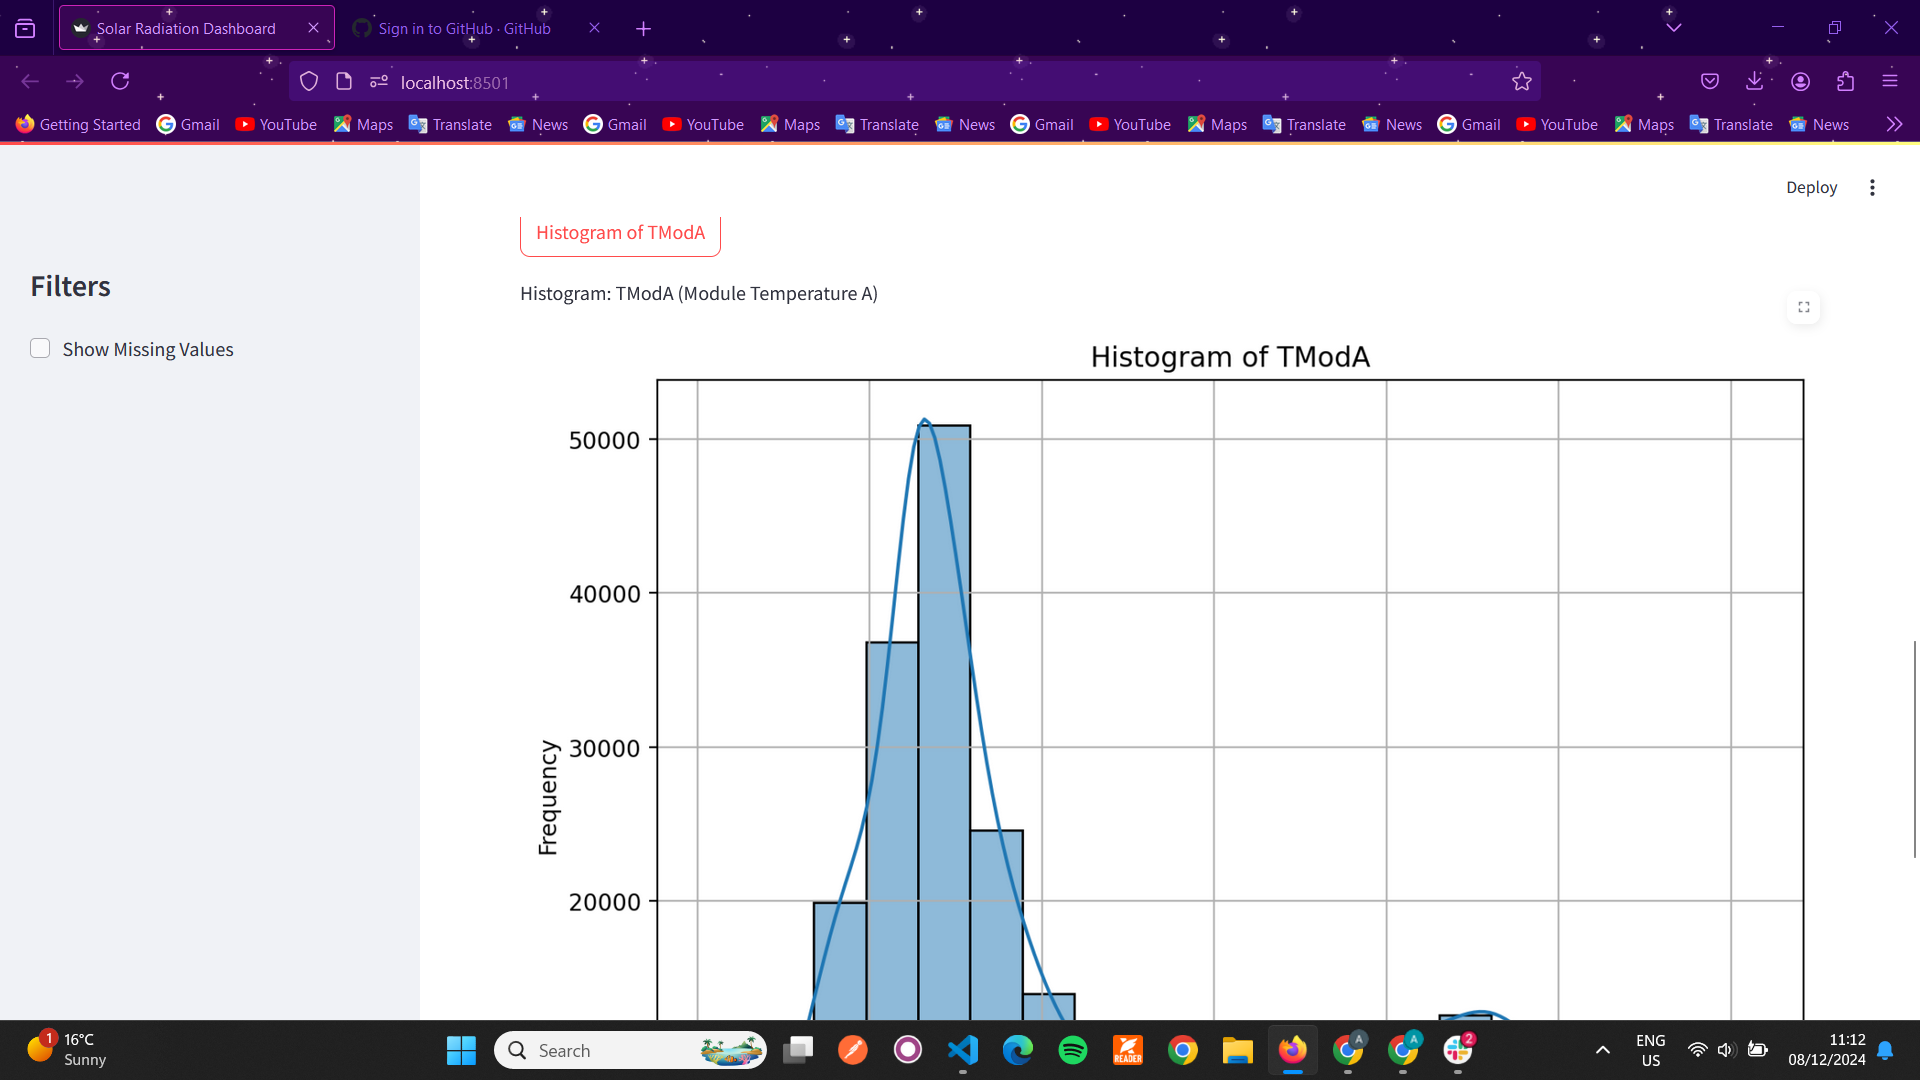 Solar Radiation Dashboard
Sign in to GitHub · GitHub
localhost:8501
Getting Started Gmail YouTube Maps Translate News Gmail YouTube Maps Translate News Gmail YouTube Maps Translate News Gmail YouTube Maps Translate News
Deploy
Histogram of TModA
Filters
Histogram: TModA (Module Temperature A)
Show Missing Values
Histogram of TModA
50000
40000
30000
20000
Frequency
1
16°C
Sunny
Search
READER
A
A
2
ENG
US
11:12
08/12/2024